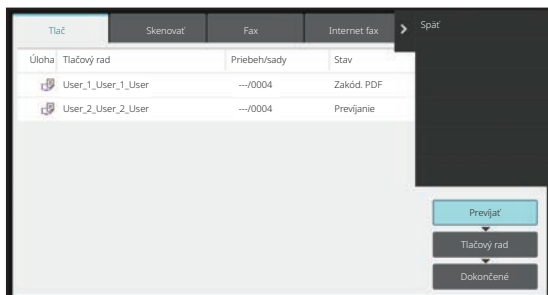 Tlač Skenovať Fax Internet fax
Späť
Úloha Tlačový rad Priebeh/sady Stav
User_1_User_1_User ---/0004 Zakód. PDF
User_2_User_2_User ---/0004 Prevíjanie
Prevíjať
Tlačový rad
Dokončené